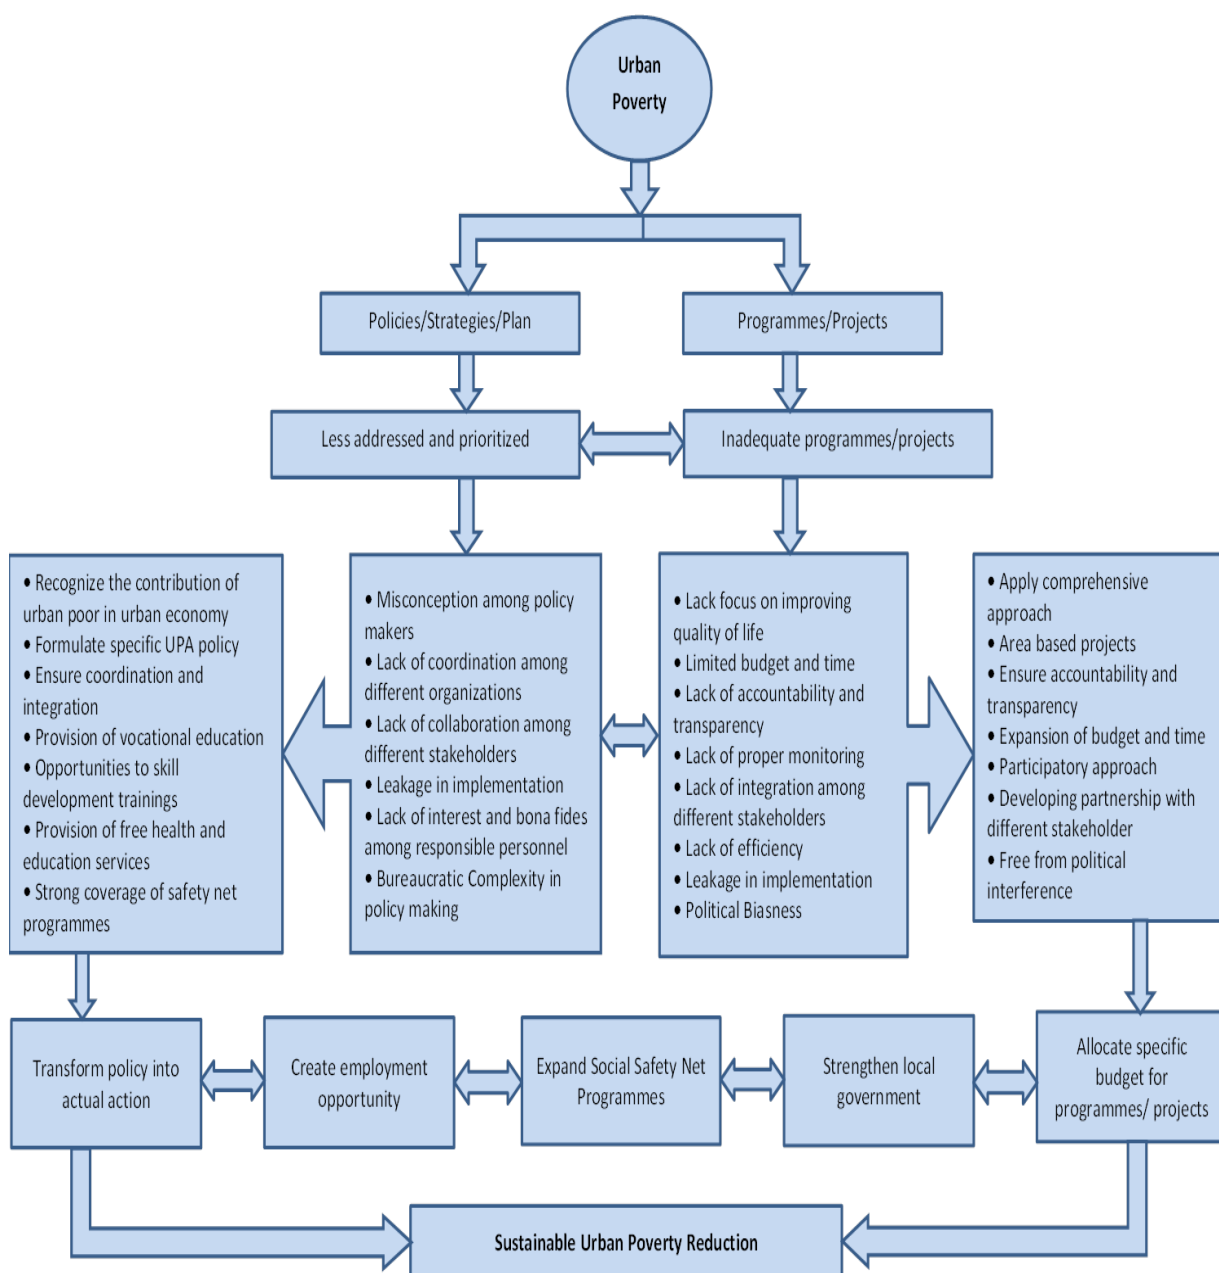 Urban
Poverty
Policies/Strategies/Plan
Programmes/Projects
Less addressed and prioritized
Inadequate programmes/projects
• Recognize the contribution of
urban poor in urban economy
• Formulate specific UPA policy
• Ensure coordination and
integration
• Provision of vocational education
• Opportunities to skill
development trainings
• Provision of free health and
education services
• Strong coverage of safety net
programmes
• Misconception among policy
makers
• Lack of coordination among
different organizations
• Lack of collaboration among
different stakeholders
• Leakage in implementation
• Lack of interest and bona fides
among responsible personnel
• Bureaucratic Complexity in
policy making
• Lack focus on improving
quality of life
• Limited budget and time
• Lack of accountability and
transparency
• Lack of proper monitoring
• Lack of integration among
different stakeholders
• Lack of efficiency
• Leakage in implementation
• Political Biasness
• Apply comprehensive
approach
• Area based projects
• Ensure accountability and
transparency
• Expansion of budget and time
• Participatory approach
• Developing partnership with
different stakeholder
• Free from political
interference
Transform policy into
actual action
Create employment
opportunity
Expand Social Safety Net
Programmes
Strengthen local
government
Allocate specific
budget for
programmes/ projects
Sustainable Urban Poverty Reduction